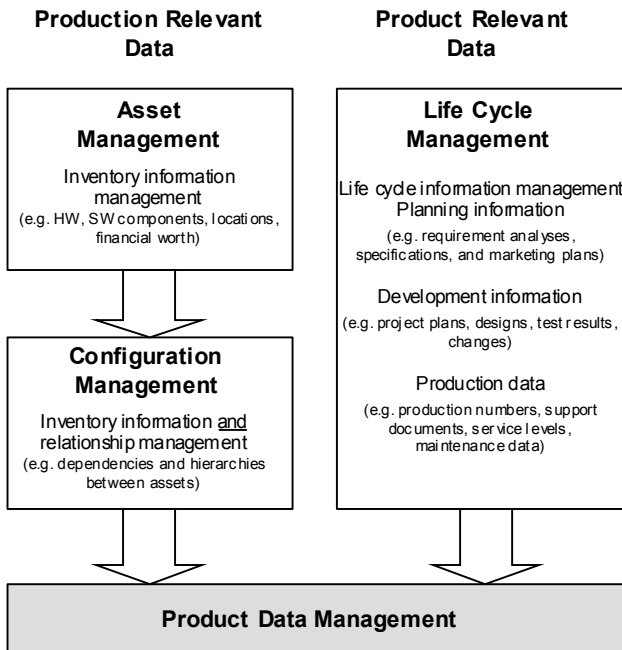 Production Relevant
Data
Asset
Management
Inventory information
management
(e.g. HW, SW components, locations,
financial worth)
Configuration
Management
Inventory information and
relationship management
(e.g. dependencies and hierarchies
between assets)
Product Relevant
Data
Life Cycle
Management
Life cycle information management
Planning information
(e.g. requirement analyses,
specifications, and marketing plans)
Development information
(e.g. project plans, designs, test results,
changes)
Production data
(e.g. production numbers, support
documents, service levels,
maintenance data)
Product Data Management